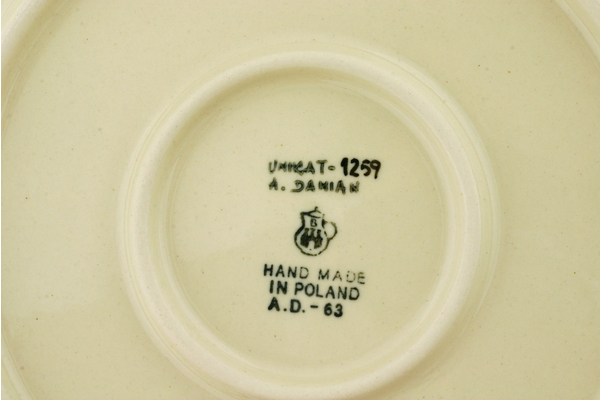 UNIKAT-1259
A. DAMIAN
B
HAND MADE
IN POLAND
A.D.-63